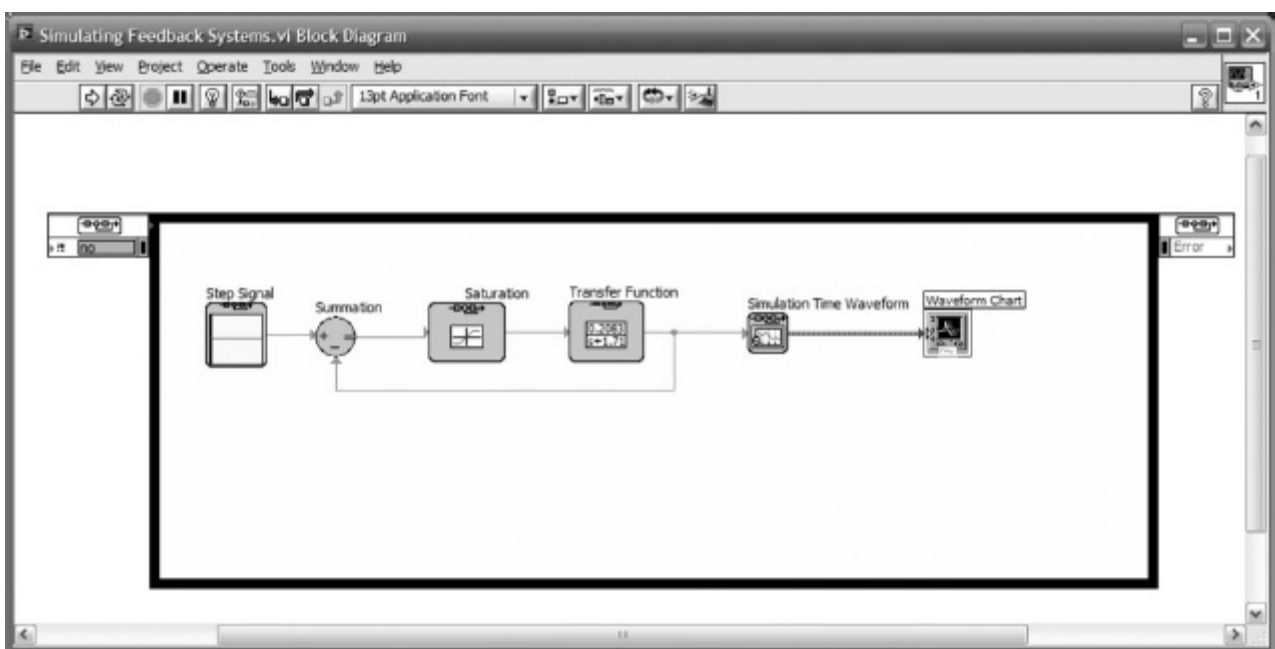 Simulating Feedback Systems.vi Block Diagram
File Edit View Project Operate Tools Window Help
13pt Application Font
1
no
Error
Step Signal
Summation
Saturation
Transfer Function
Simulation Time Waveform
Waveform Chart